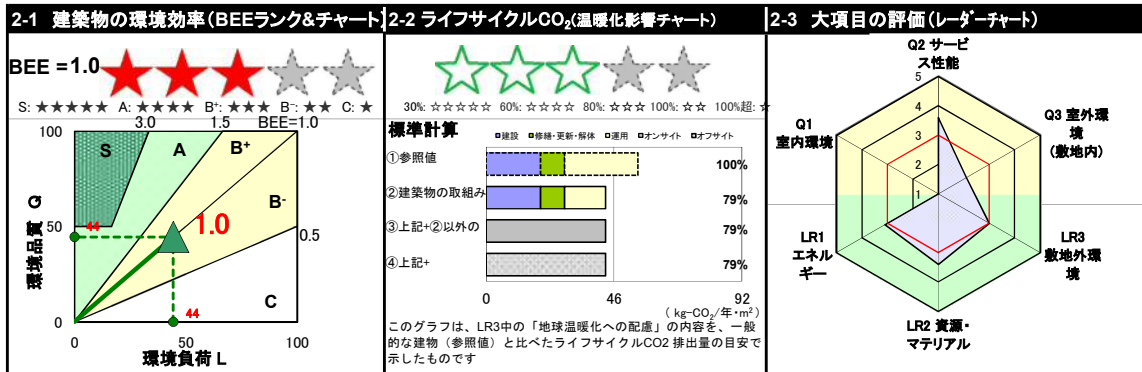 2-1 建築物の環境効率(BEEランク&チャート)
BEE =1.0
S: ★★★★★ A: ★★★★ B+: ★★★ B-: ★★ C: ★
3.0 1.5 BEE=1.0
100
S
A
B+
B-
1.0
50
44
0.5
C
44
0
0 50 100
環境品質 Q
環境負荷 L
2-2 ライフサイクルCO2(温暖化影響チャート)
30%: ☆☆☆☆☆ 60%: ☆☆☆☆ 80%: ☆☆☆ 100%: ☆☆ 100%超: ☆
標準計算
■建設 ■修繕・更新・解体 □運用 ■オンサイト ■オフサイト
①参照値 100%
②建築物の取組み 79%
③上記+②以外の 79%
④上記+ 79%
0 46 92
( kg-CO2/年・m2)
このグラフは、LR3中の「地球温暖化への配慮」の内容を、一般
的な建物(参照値)と比べたライフサイクルCO2 排出量の目安で
示したものです
2-3 大項目の評価(レーダーチャート)
Q2 サービ
ス性能
5
4
3
2
1
Q1
室内環境
Q3 室外環
境
(敷地内)
LR1
エネル
ギー
LR3
敷地外環
境
LR2 資源・
マテリアル